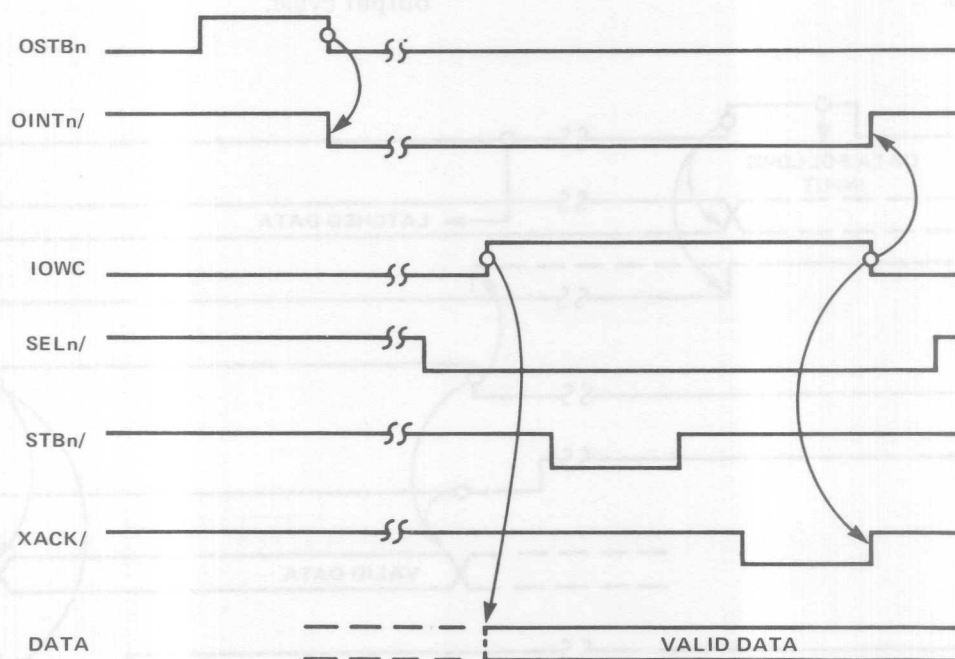 OSTBn
OINTn/
IOWC
SELn/
STBn/
XACK/
DATA
VALID DATA